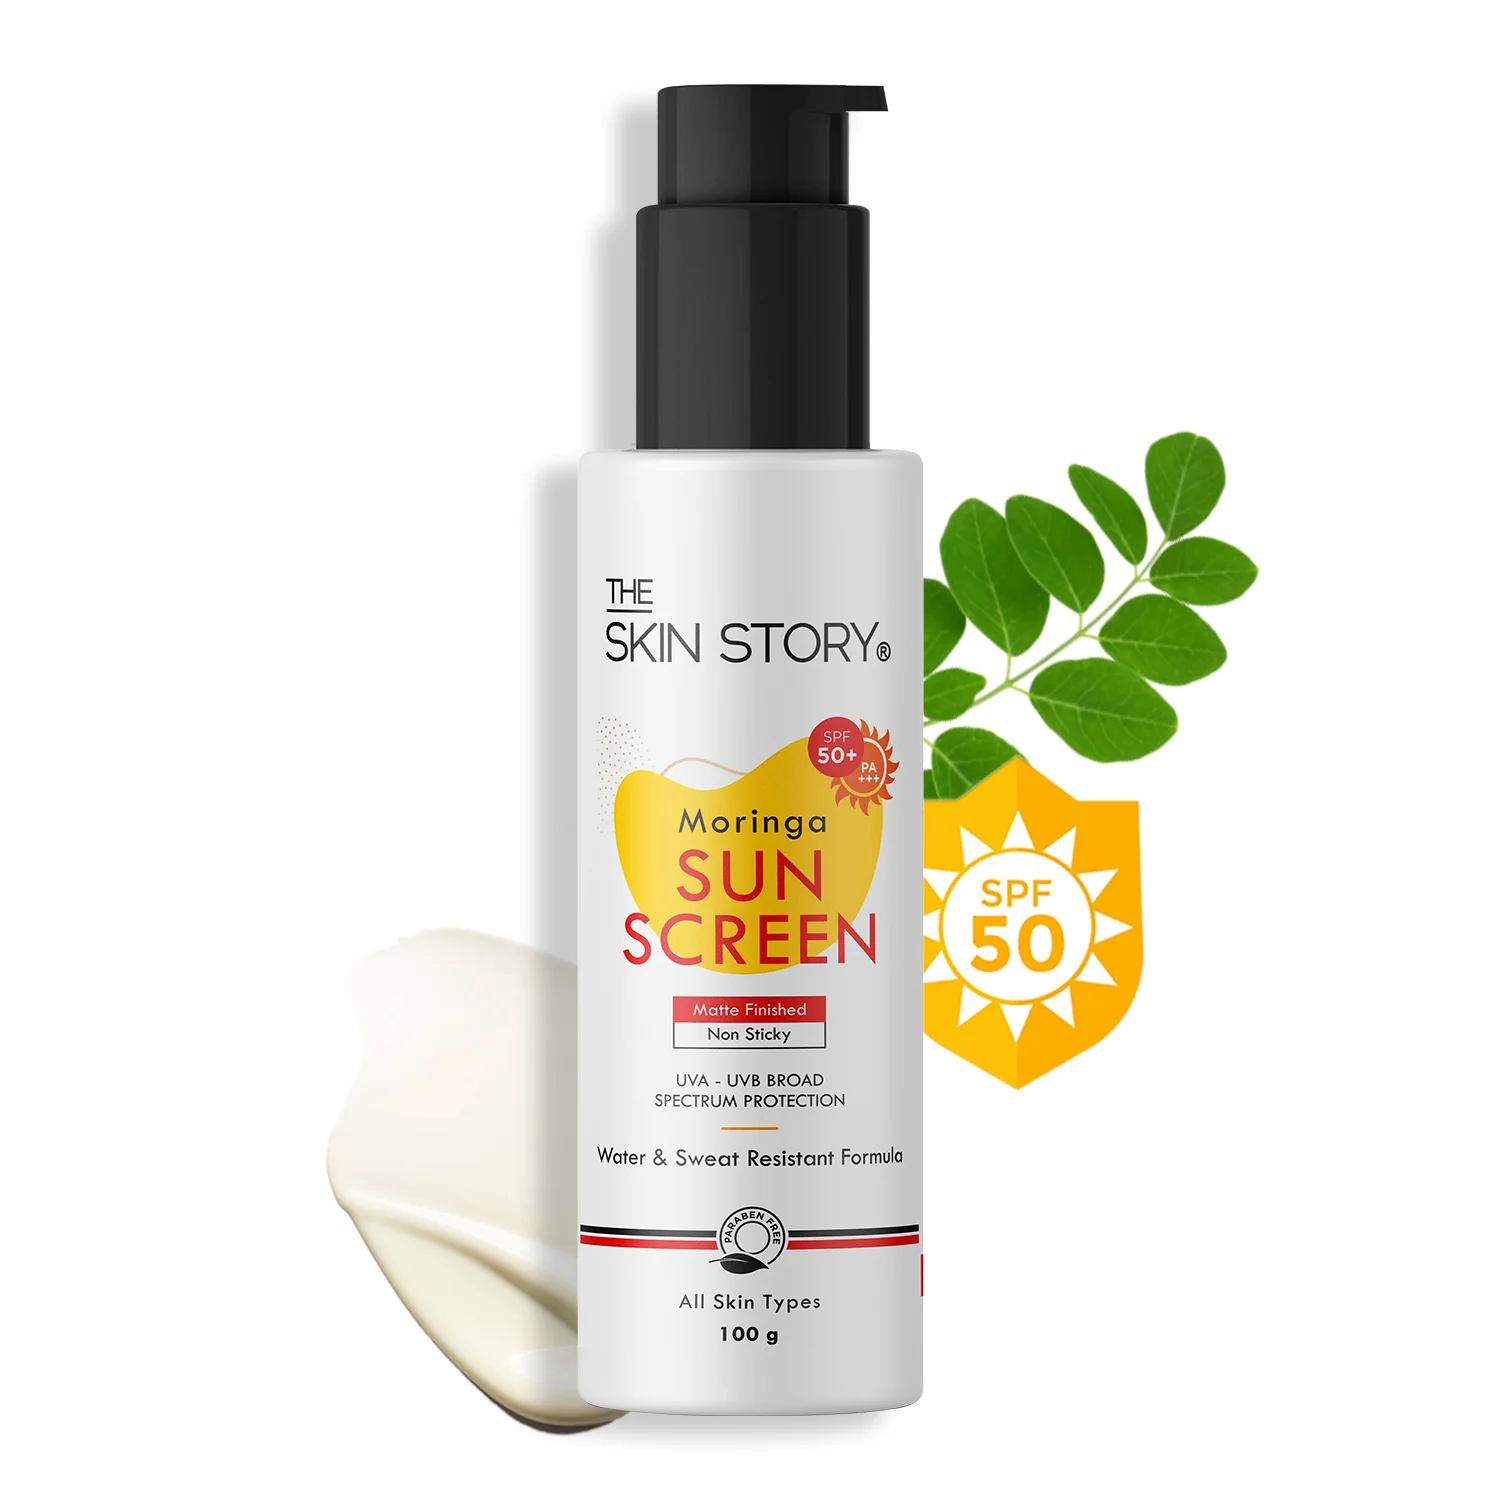 THE
SKIN STORY®
SPF
50+
PA
+++
Moringa
SUN
SCREEN
SPF
50
Matte Finished
Non Sticky
UVA - UVB BROAD
SPECTRUM PROTECTION
Water & Sweat Resistant Formula
PARABEN FREE
All Skin Types
100 g